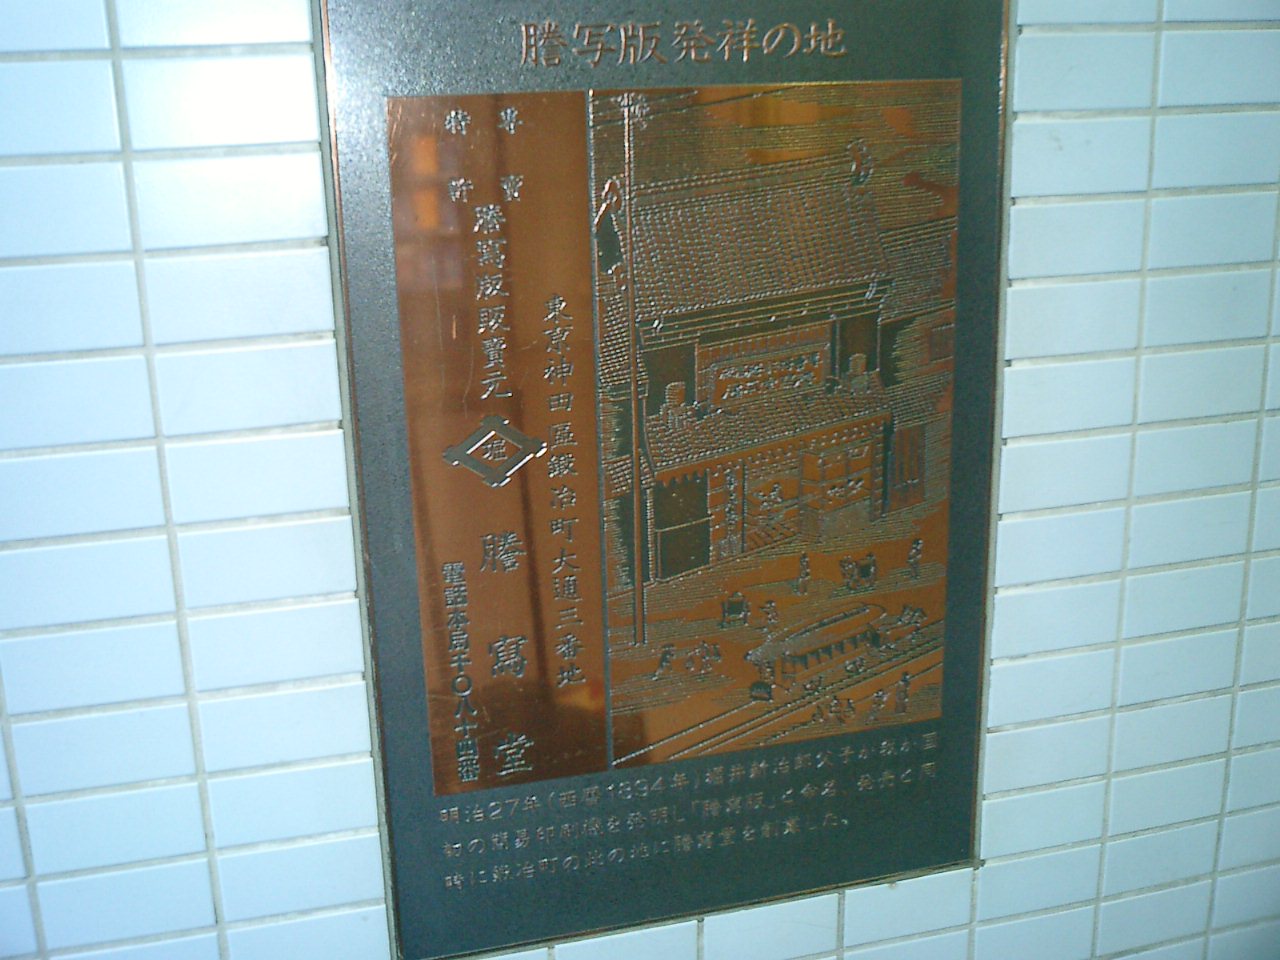 謄写版発祥の地
東京神田區鍛冶町大通三番地
専賣
特許
謄寫版販賣元
堀
謄寫堂
電話本局千〇八十四番
明治27年(西暦1894年)堀井新治郎父子が我が国
初の簡易印刷機を発明し「謄写版」と命名、発売と同
時に鍛冶町の此の地に謄写堂を創業した。